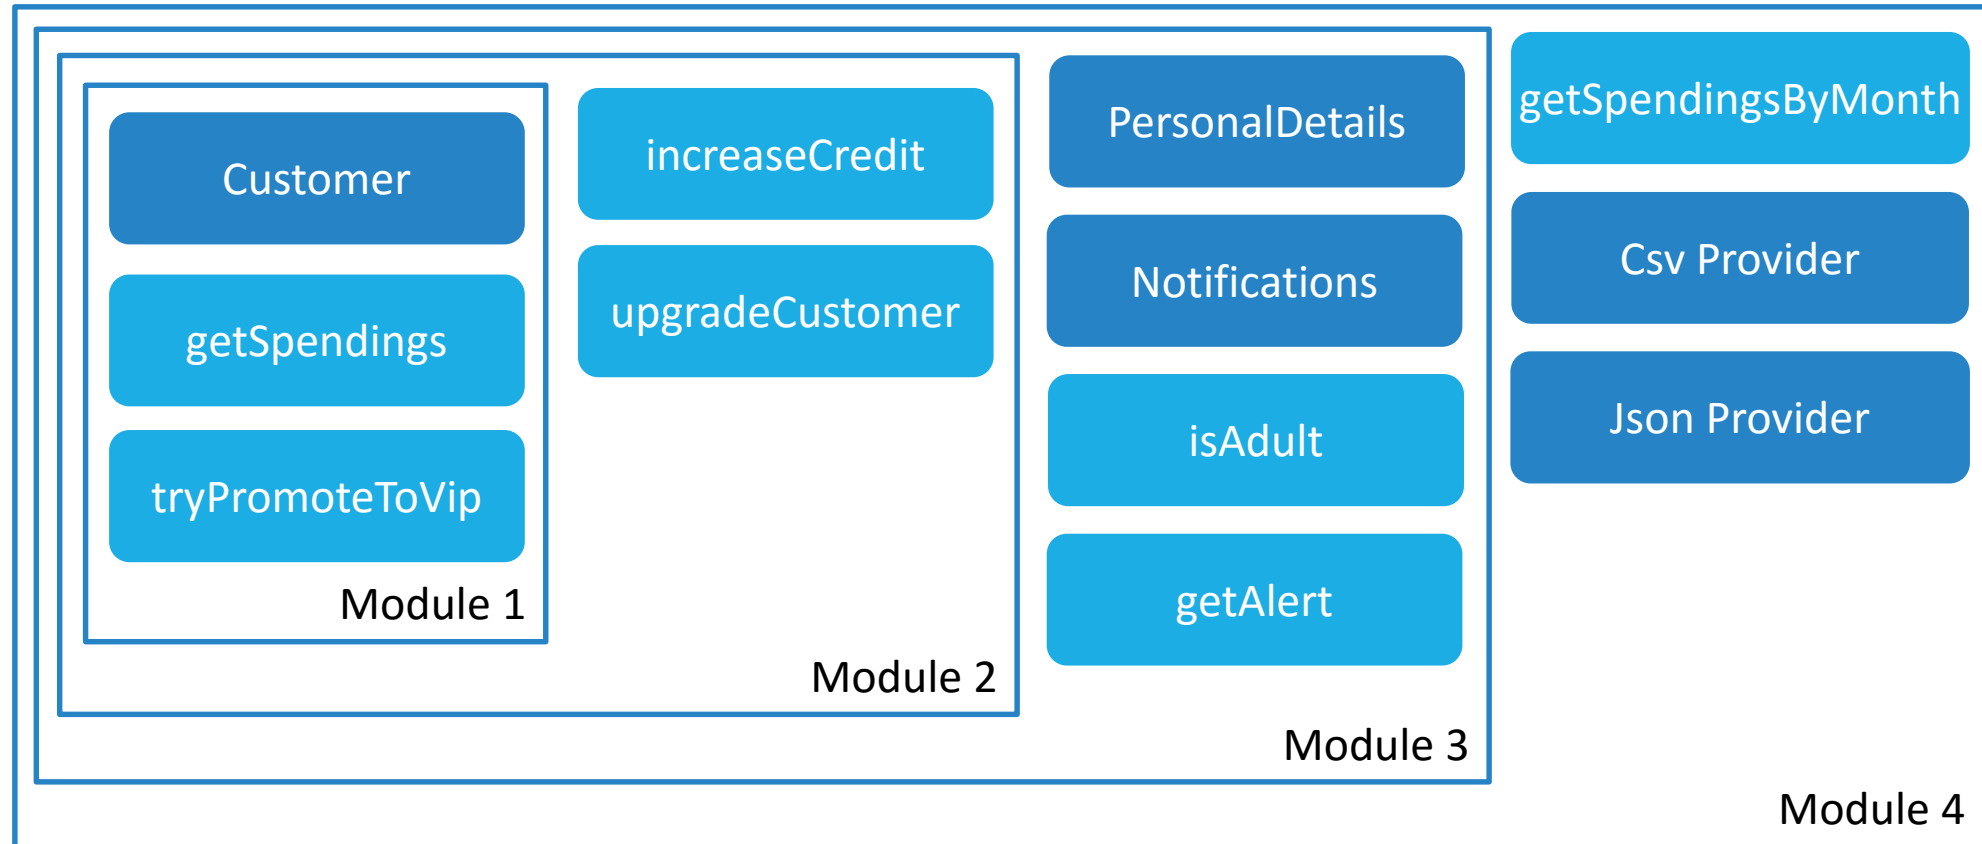 Customer
getSpendings
tryPromoteToVip
Module 1
increaseCredit
upgradeCustomer
Module 2
PersonalDetails
Notifications
isAdult
getAlert
Module 3
getSpendingsByMonth
Csv Provider
Json Provider
Module 4